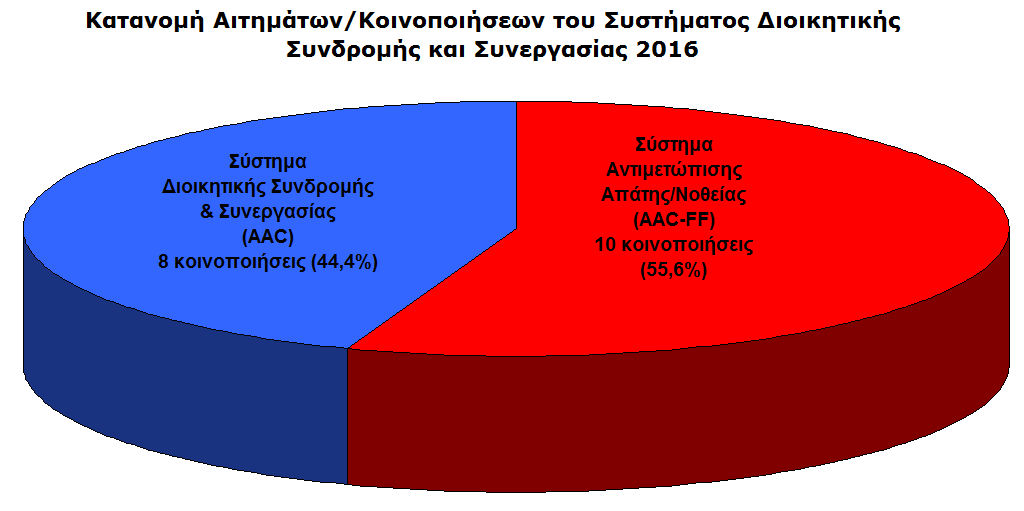 Κατανομή Αιτημάτων/Κοινοποιήσεων του Συστήματος Διοικητικής
Συνδρομής και Συνεργασίας 2016
Σύστημα
Διοικητικής Συνδρομής
& Συνεργασίας
(AAC)
8 κοινοποιήσεις (44,4%)
Σύστημα
Αντιμετώπισης
Απάτης/Νοθείας
(AAC-FF)
10 κοινοποιήσεις
(55,6%)